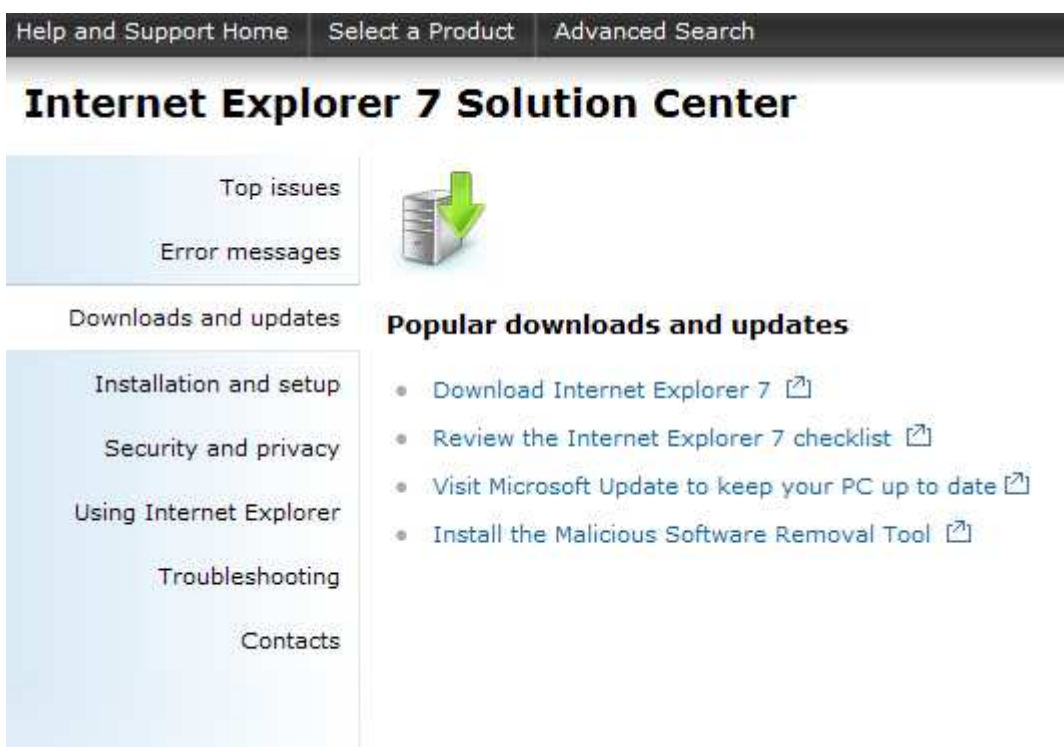 Help and Support Home Select a Product Advanced Search
Internet Explorer 7 Solution Center
Top issues
Error messages
Downloads and updates
Installation and setup
Security and privacy
Using Internet Explorer
Troubleshooting
Contacts
Popular downloads and updates
Download Internet Explorer 7
Review the Internet Explorer 7 checklist
Visit Microsoft Update to keep your PC up to date
Install the Malicious Software Removal Tool